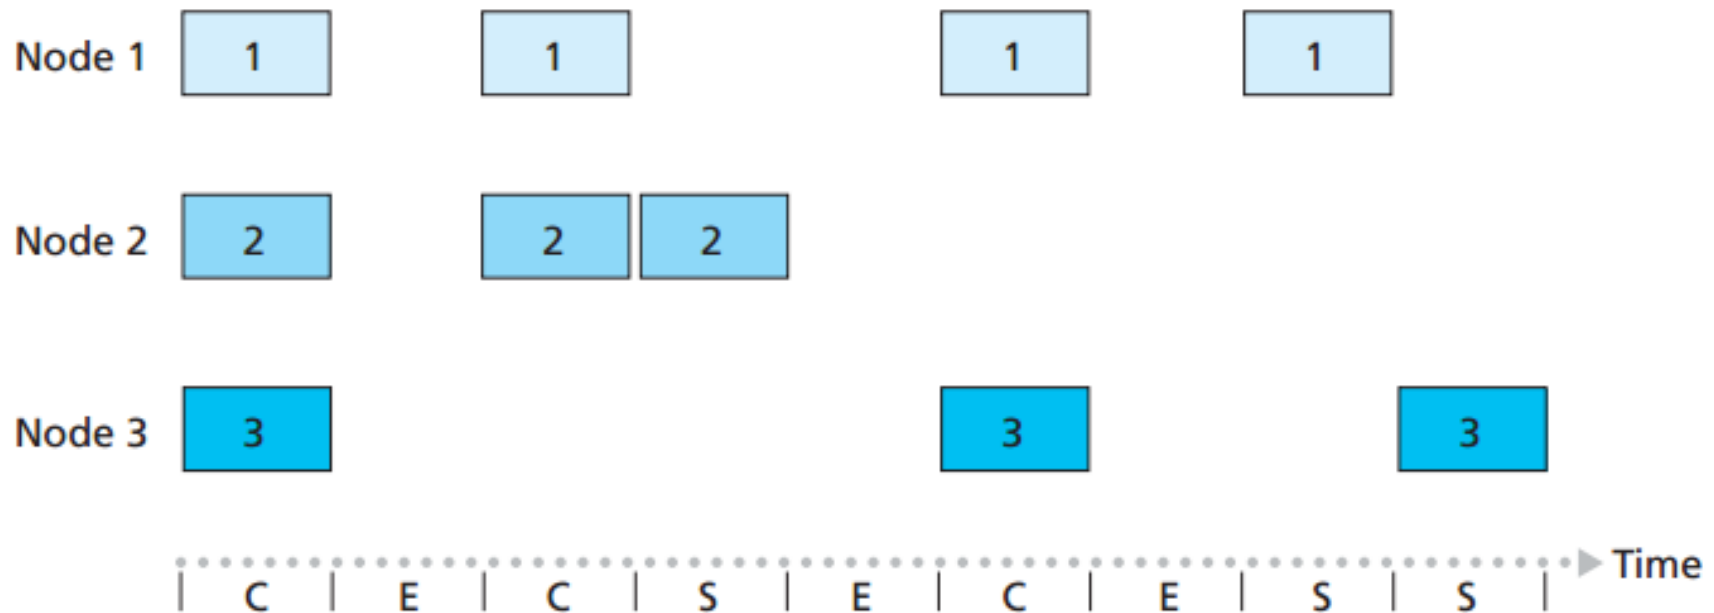 Node 1 1 1 1 1
Node 2 2 2 2
Node 3 3 3 3
Time
C E C S E C E S S